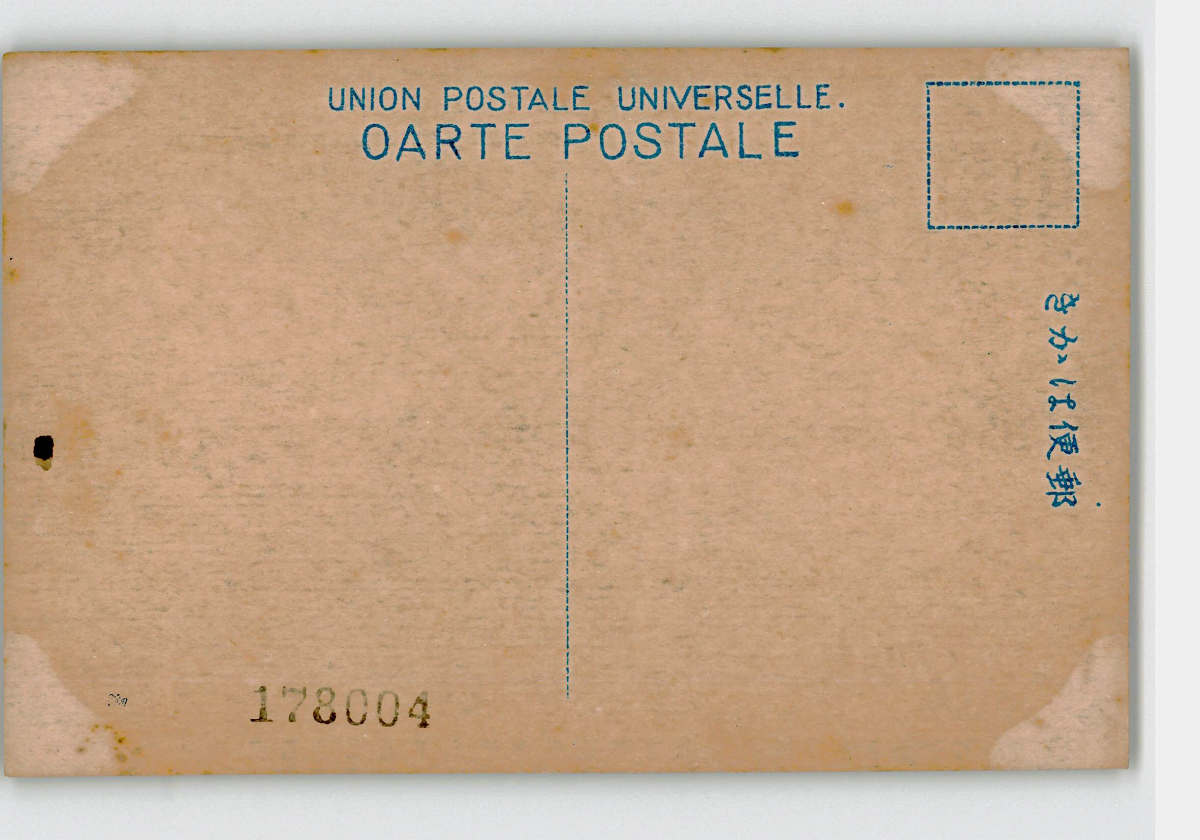 UNION POSTALE UNIVERSELLE.
OARTE POSTALE
きかは便郵
178004